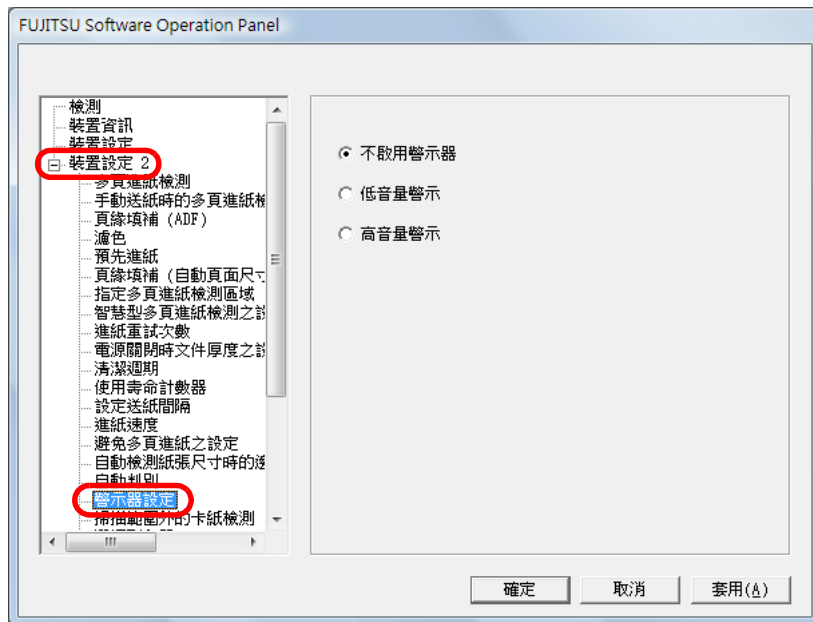 FUJITSU Software Operation Panel
檢測
裝置資訊
裝置設定
裝置設定 2
多頁進紙檢測
手動送紙時的多頁進紙檢
頁緣填補 (ADF)
濾色
預先進紙
頁緣填補 (自動頁面尺寸
指定多頁進紙檢測區域
智慧型多頁進紙檢測之設
進紙重試次數
電源關閉時文件厚度之設
清潔週期
使用壽命計數器
設定送紙間隔
進紙速度
避免多頁進紙之設定
自動檢測紙張尺寸時的邊
自動判別
警示器設定
掃描範圍外的卡紙檢測
不啟用警示器
低音量警示
高音量警示
確定
取消
套用(A)